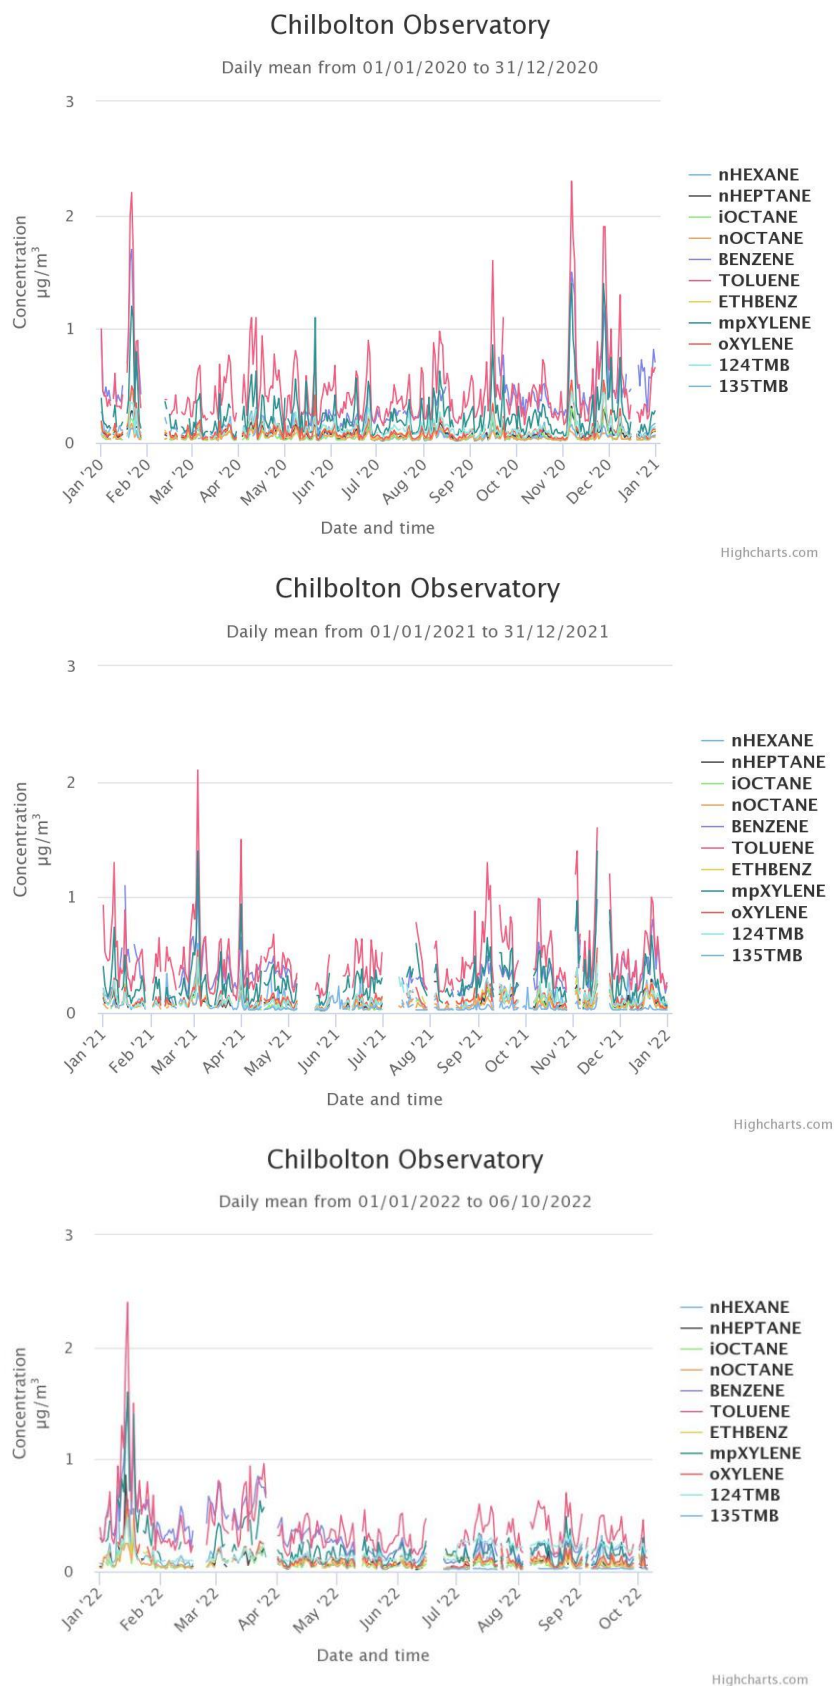 Chilbolton Observatory
Daily mean from 01/01/2020 to 31/12/2020
3
2
1
0
Concentration
µg/m³
nHEXANE
nHEPTANE
iOCTANE
nOCTANE
BENZENE
TOLUENE
ETHBENZ
mpXYLENE
oXYLENE
124TMB
135TMB
Jan '20
Feb '20
Mar '20
Apr '20
May '20
Jun '20
Jul '20
Aug '20
Sep '20
Oct '20
Nov '20
Dec '20
Jan '21
Date and time
Highcharts.com
Chilbolton Observatory
Daily mean from 01/01/2021 to 31/12/2021
3
2
1
0
Concentration
µg/m³
nHEXANE
nHEPTANE
iOCTANE
nOCTANE
BENZENE
TOLUENE
ETHBENZ
mpXYLENE
oXYLENE
124TMB
135TMB
Jan '21
Feb '21
Mar '21
Apr '21
May '21
Jun '21
Jul '21
Aug '21
Sep '21
Oct '21
Nov '21
Dec '21
Jan '22
Date and time
Highcharts.com
Chilbolton Observatory
Daily mean from 01/01/2022 to 06/10/2022
3
2
1
0
Concentration
µg/m³
nHEXANE
nHEPTANE
iOCTANE
nOCTANE
BENZENE
TOLUENE
ETHBENZ
mpXYLENE
oXYLENE
124TMB
135TMB
Jan '22
Feb '22
Mar '22
Apr '22
May '22
Jun '22
Jul '22
Aug '22
Sep '22
Oct '22
Date and time
Highcharts.com